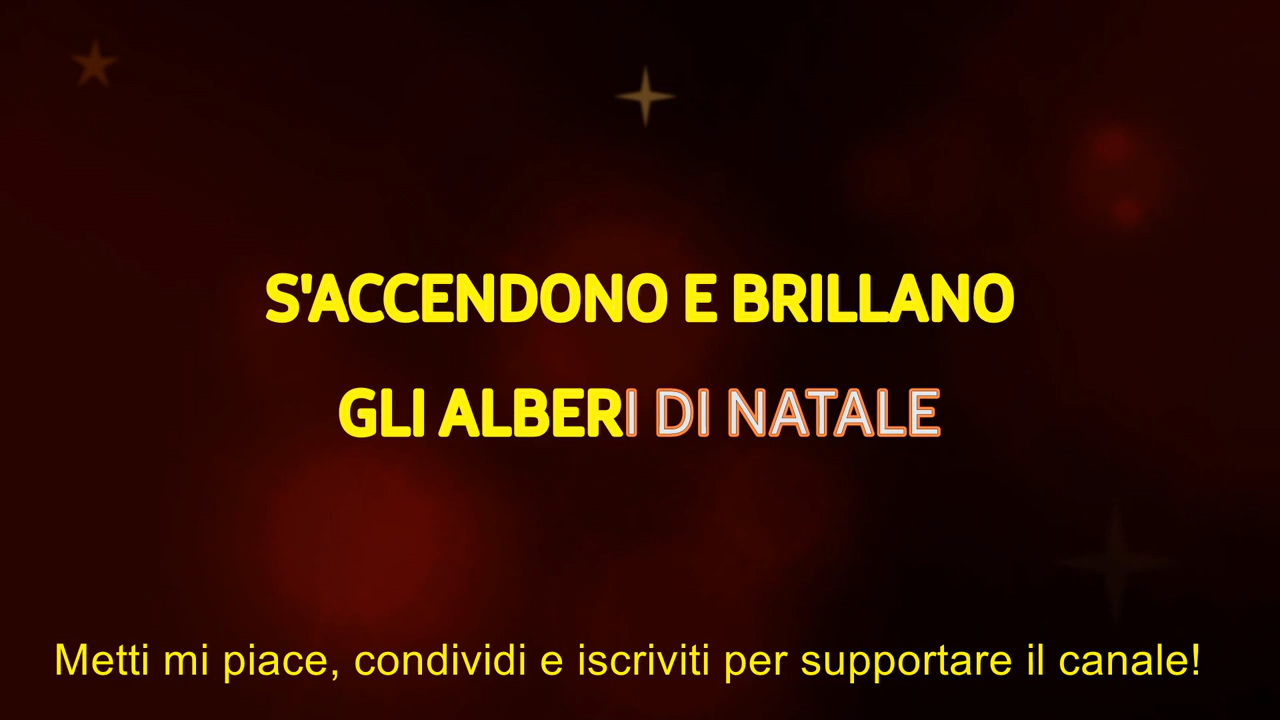 S'ACCENDONO E BRILLANO
GLI ALBERI DI NATALE
Metti mi piace, condividi e iscriviti per supportare il canale!